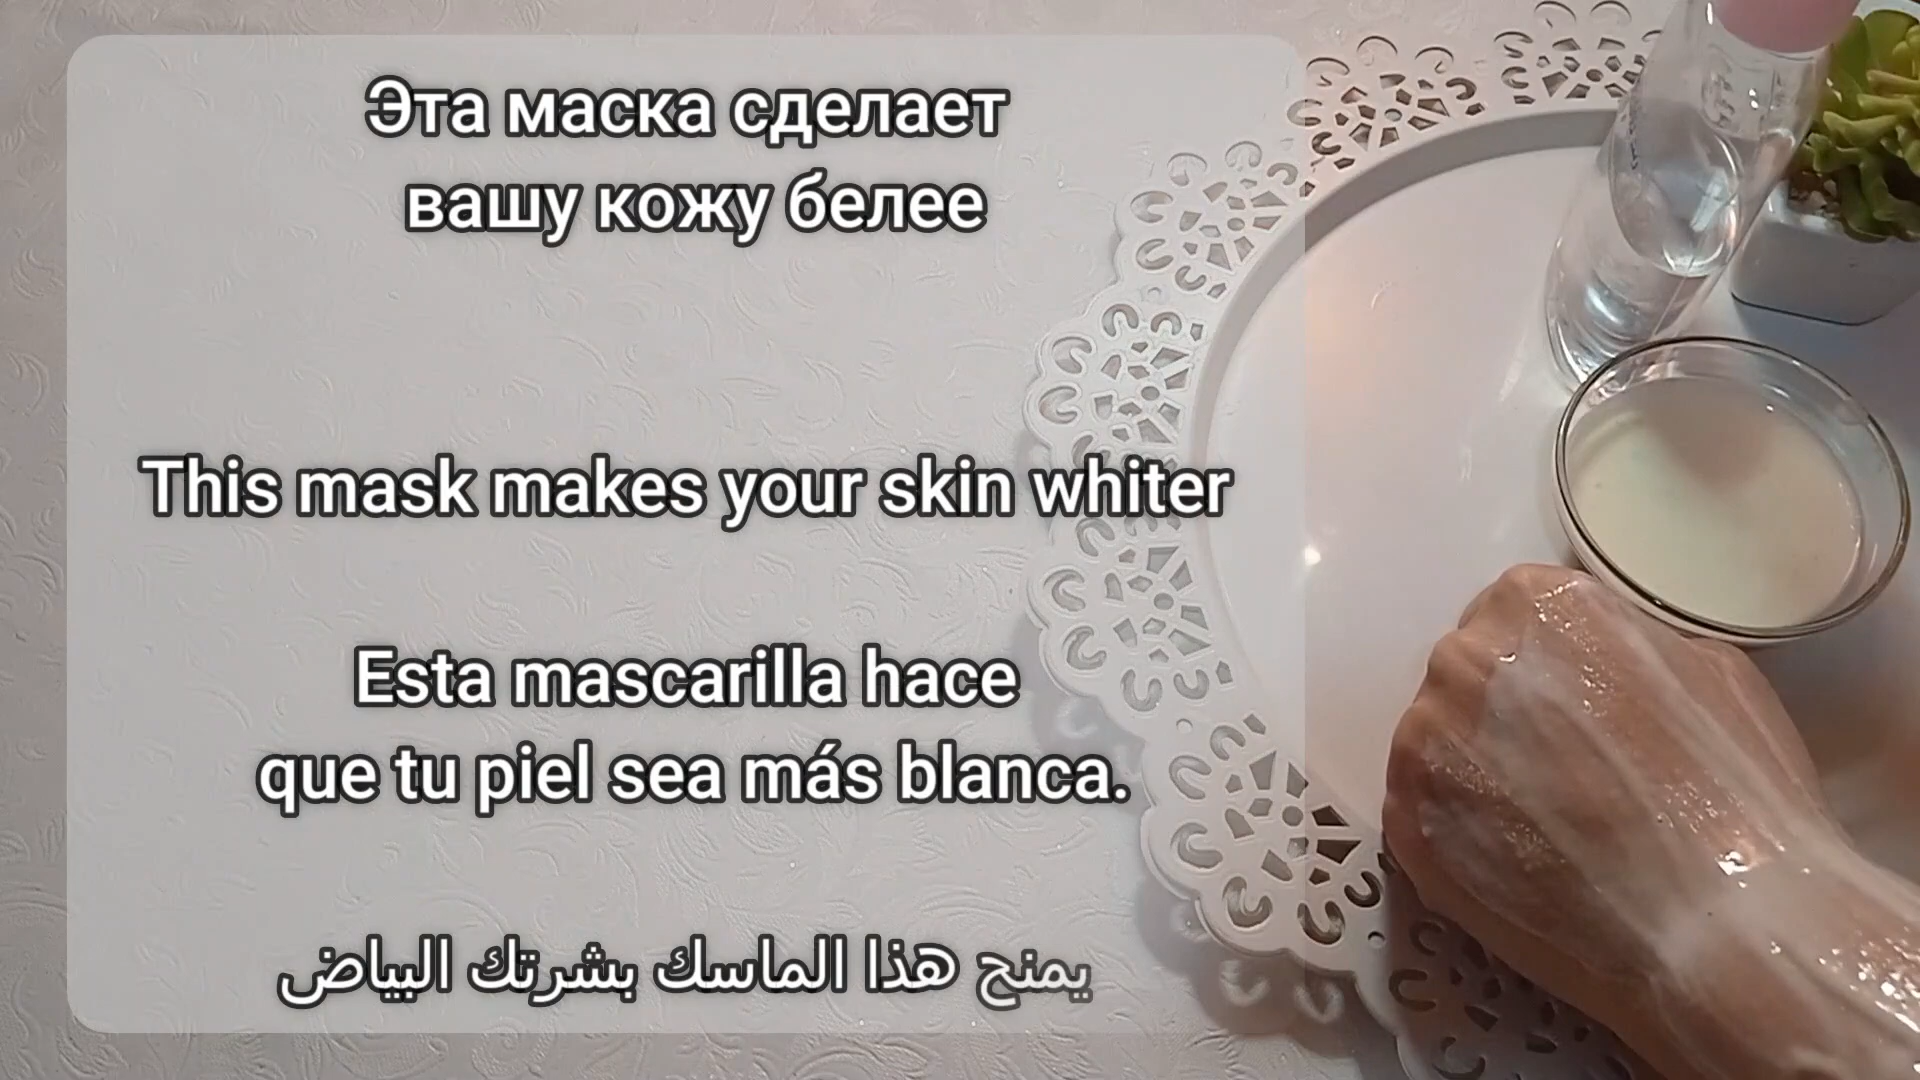 Эта маска сделает
вашу кожу белее
This mask makes your skin whiter
Esta mascarilla hace
que tu piel sea más blanca.
يمنح هذا الماسك بشرتك البياض